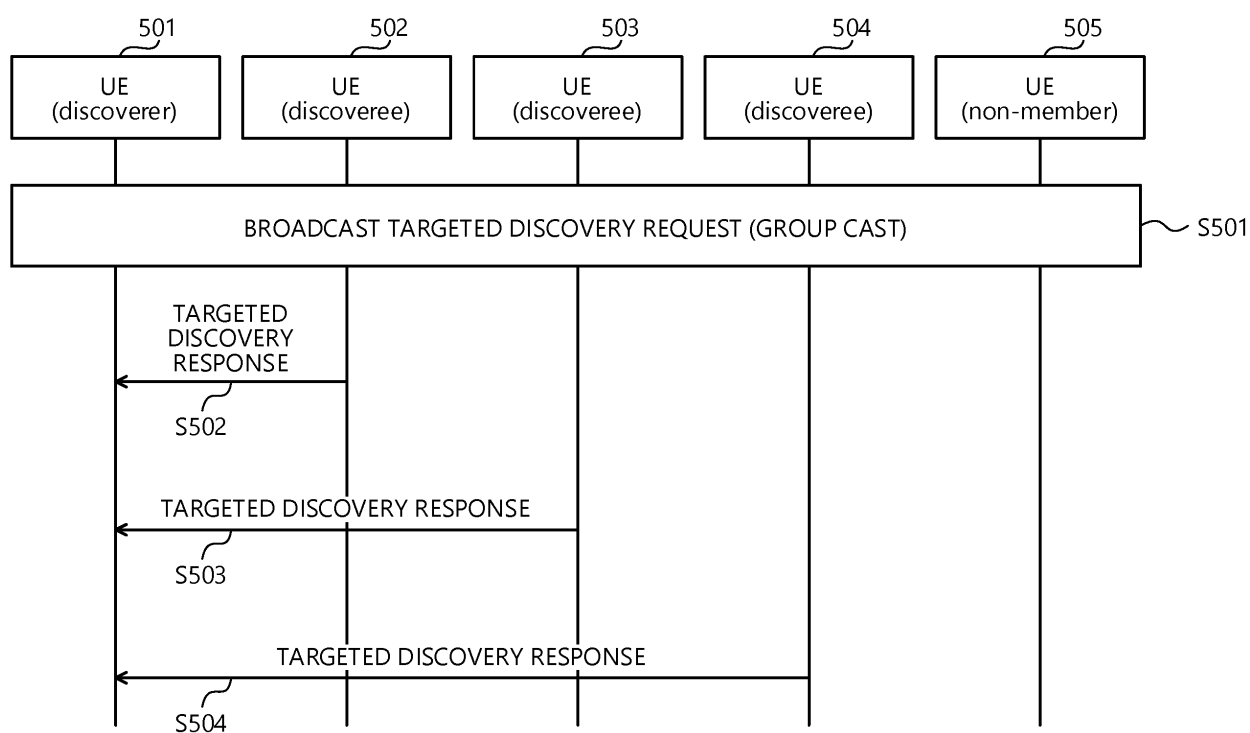 501
502
503
504
505
UE
(discoverer)
UE
(discoveree)
UE
(discoveree)
UE
(discoveree)
UE
(non-member)
BROADCAST TARGETED DISCOVERY REQUEST (GROUP CAST)
S501
TARGETED
DISCOVERY
RESPONSE
S502
TARGETED DISCOVERY RESPONSE
S503
TARGETED DISCOVERY RESPONSE
S504